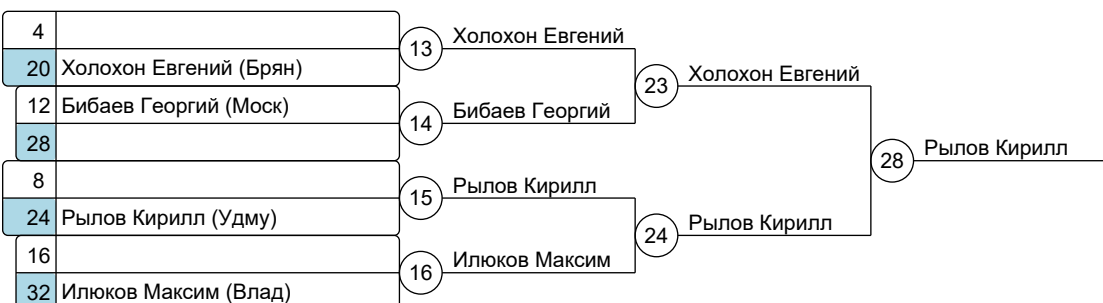 4
13 Холохон Евгений
20 Холохон Евгений (Брян)
23 Холохон Евгений
12 Бибаев Георгий (Моск)
14 Бибаев Георгий
28
28 Рылов Кирилл
8
15 Рылов Кирилл
24 Рылов Кирилл (Удму)
24 Рылов Кирилл
16
16 Илюков Максим
32 Илюков Максим (Влад)